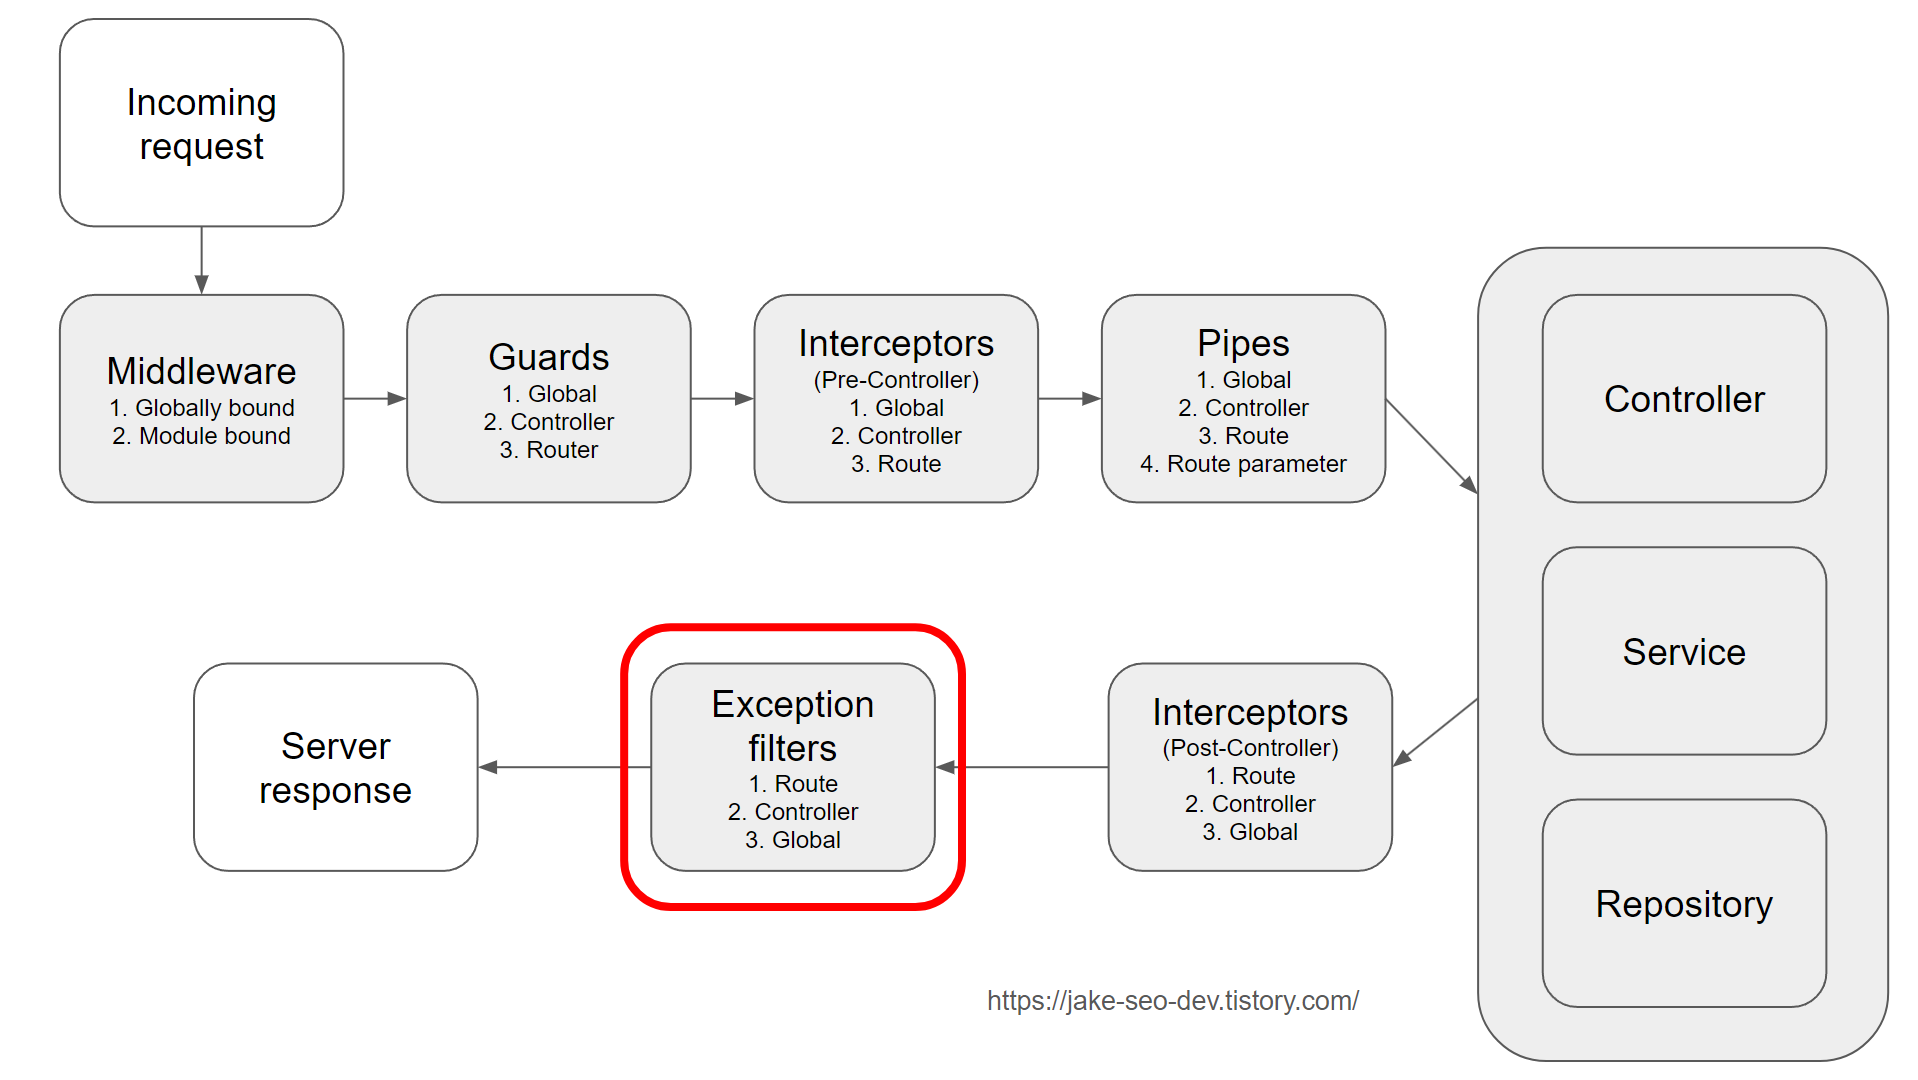 Incoming
request
Middleware
1. Globally bound
2. Module bound
Guards
1. Global
2. Controller
3. Router
Interceptors
(Pre-Controller)
1. Global
2. Controller
3. Route
Pipes
1. Global
2. Controller
3. Route
4. Route parameter
Controller
Service
Repository
Interceptors
(Post-Controller)
1. Route
2. Controller
3. Global
Exception
filters
1. Route
2. Controller
3. Global
Server
response
https://jake-seo-dev.tistory.com/